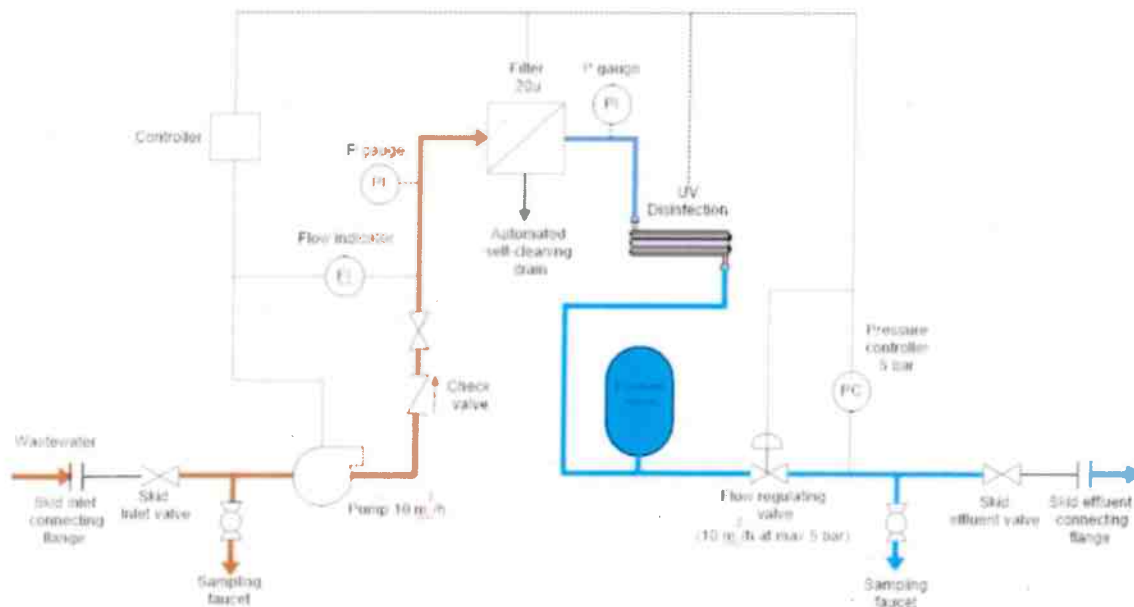 Filter
20u
P gauge
PI
Controller
P gauge
PI
UV
Disinfection
Flow indicator
FI
Automated
self-cleaning
drain
Pressure
controller
5 bar
PC
Check
valve
Wastewater
Skid inlet
connecting
flange
Skid
Inlet valve
Pump 10 m³/h
Flow regulating
valve
(10 m³/h at max 5 bar)
Skid
effluent valve
Skid effluent
connecting
flange
Sampling
faucet
Sampling
faucet